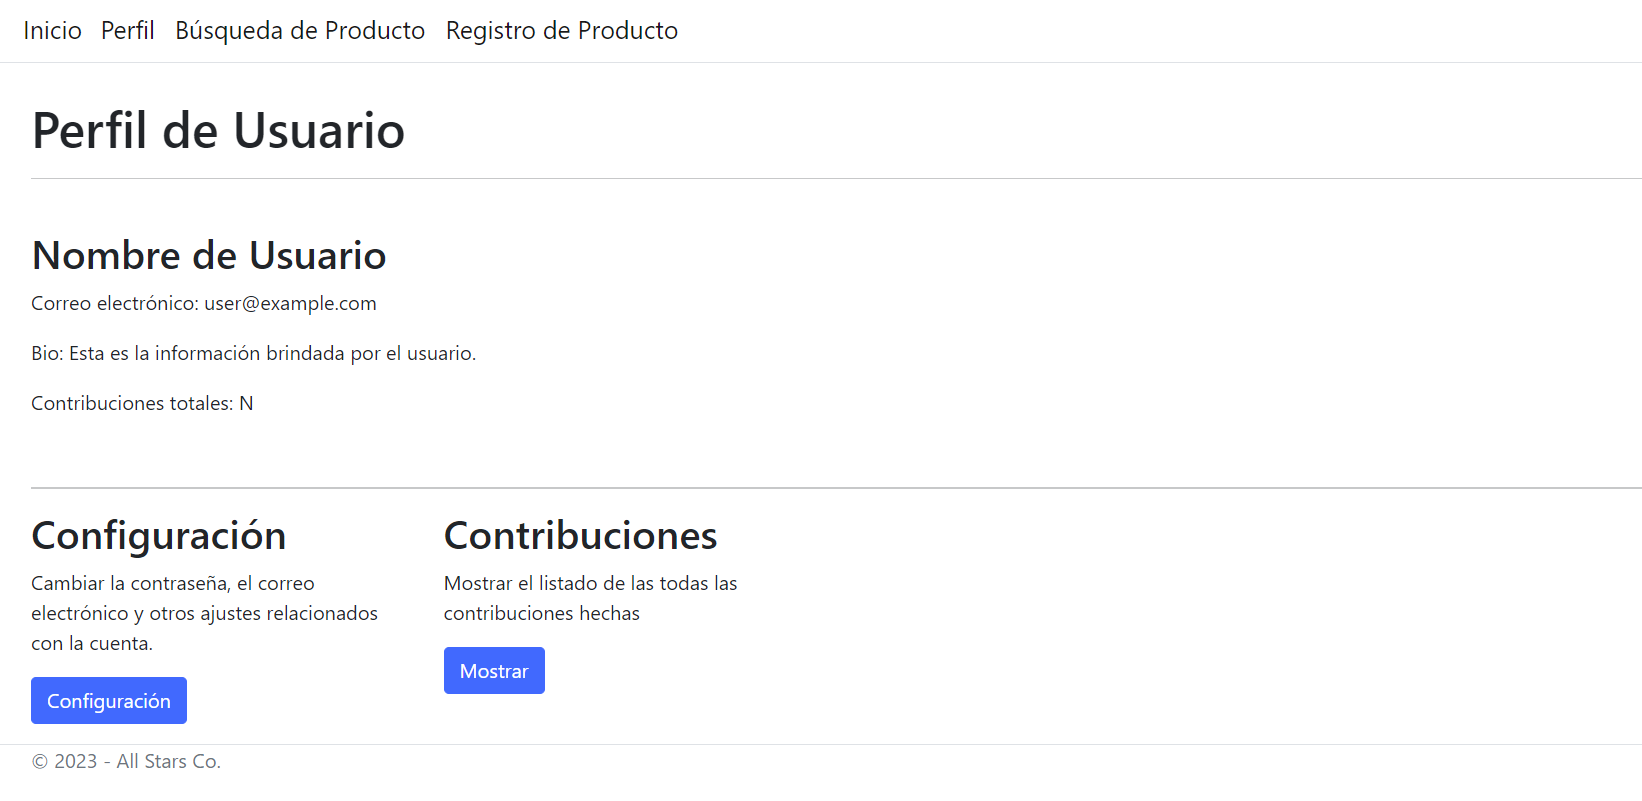 Inicio Perfil Búsqueda de Producto Registro de Producto
Perfil de Usuario
Nombre de Usuario
Correo electrónico: user@example.com
Bio: Esta es la información brindada por el usuario.
Contribuciones totales: N
Configuración
Cambiar la contraseña, el correo
electrónico y otros ajustes relacionados
con la cuenta.
Configuración
Contribuciones
Mostrar el listado de las todas las
contribuciones hechas
Mostrar
© 2023 - All Stars Co.